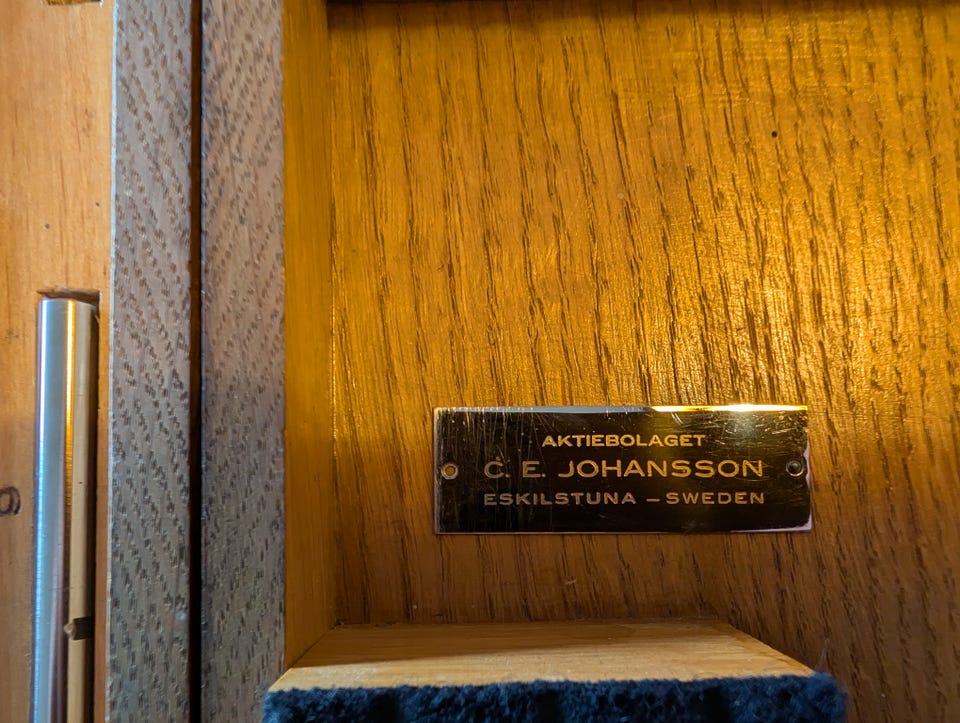 AKTIEBOLAGET
C. E. JOHANSSON
ESKILSTUNA – SWEDEN